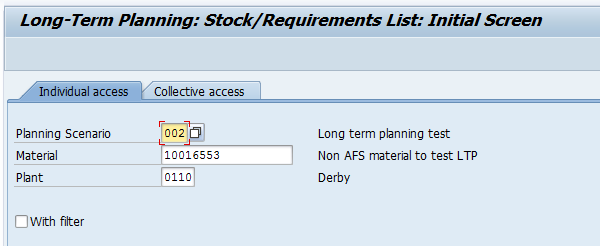 Long-Term Planning: Stock/Requirements List: Initial Screen
Individual access Collective access
Planning Scenario 002 Long term planning test
Material 10016553 Non AFS material to test LTP
Plant 0110 Derby
With filter